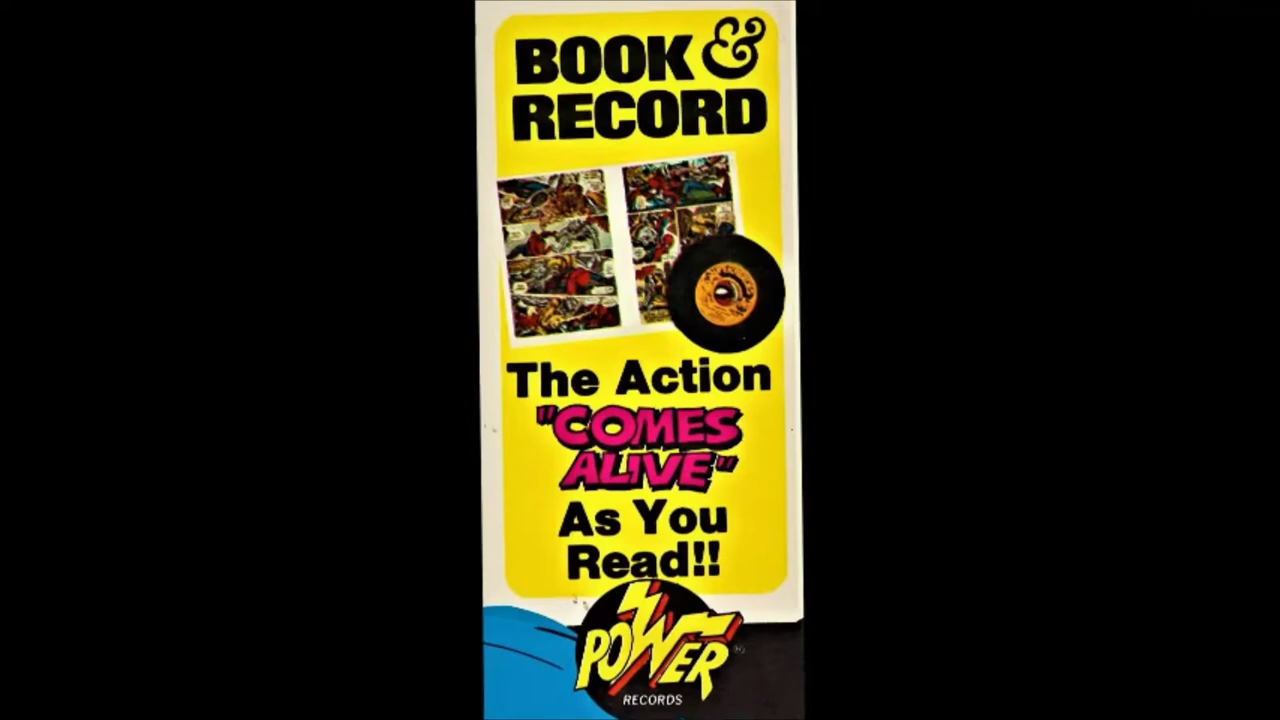 BOOK &
RECORD
The Action
"COMES
ALIVE"
As You
Read!!
POWER
®
RECORDS